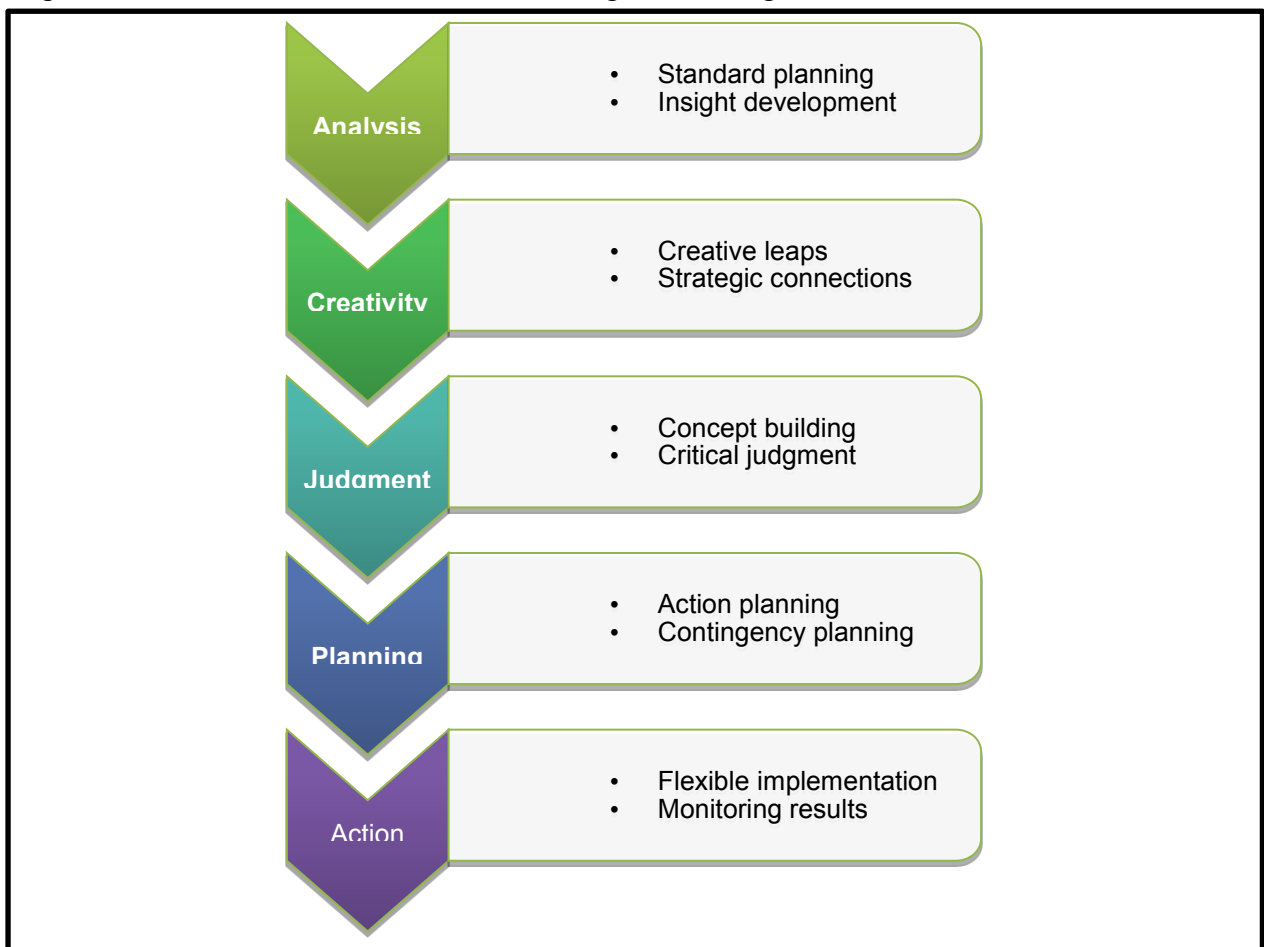 Analysis
• Standard planning
• Insight development
Creativity
• Creative leaps
• Strategic connections
Judgment
• Concept building
• Critical judgment
Planning
• Action planning
• Contingency planning
Action
• Flexible implementation
• Monitoring results